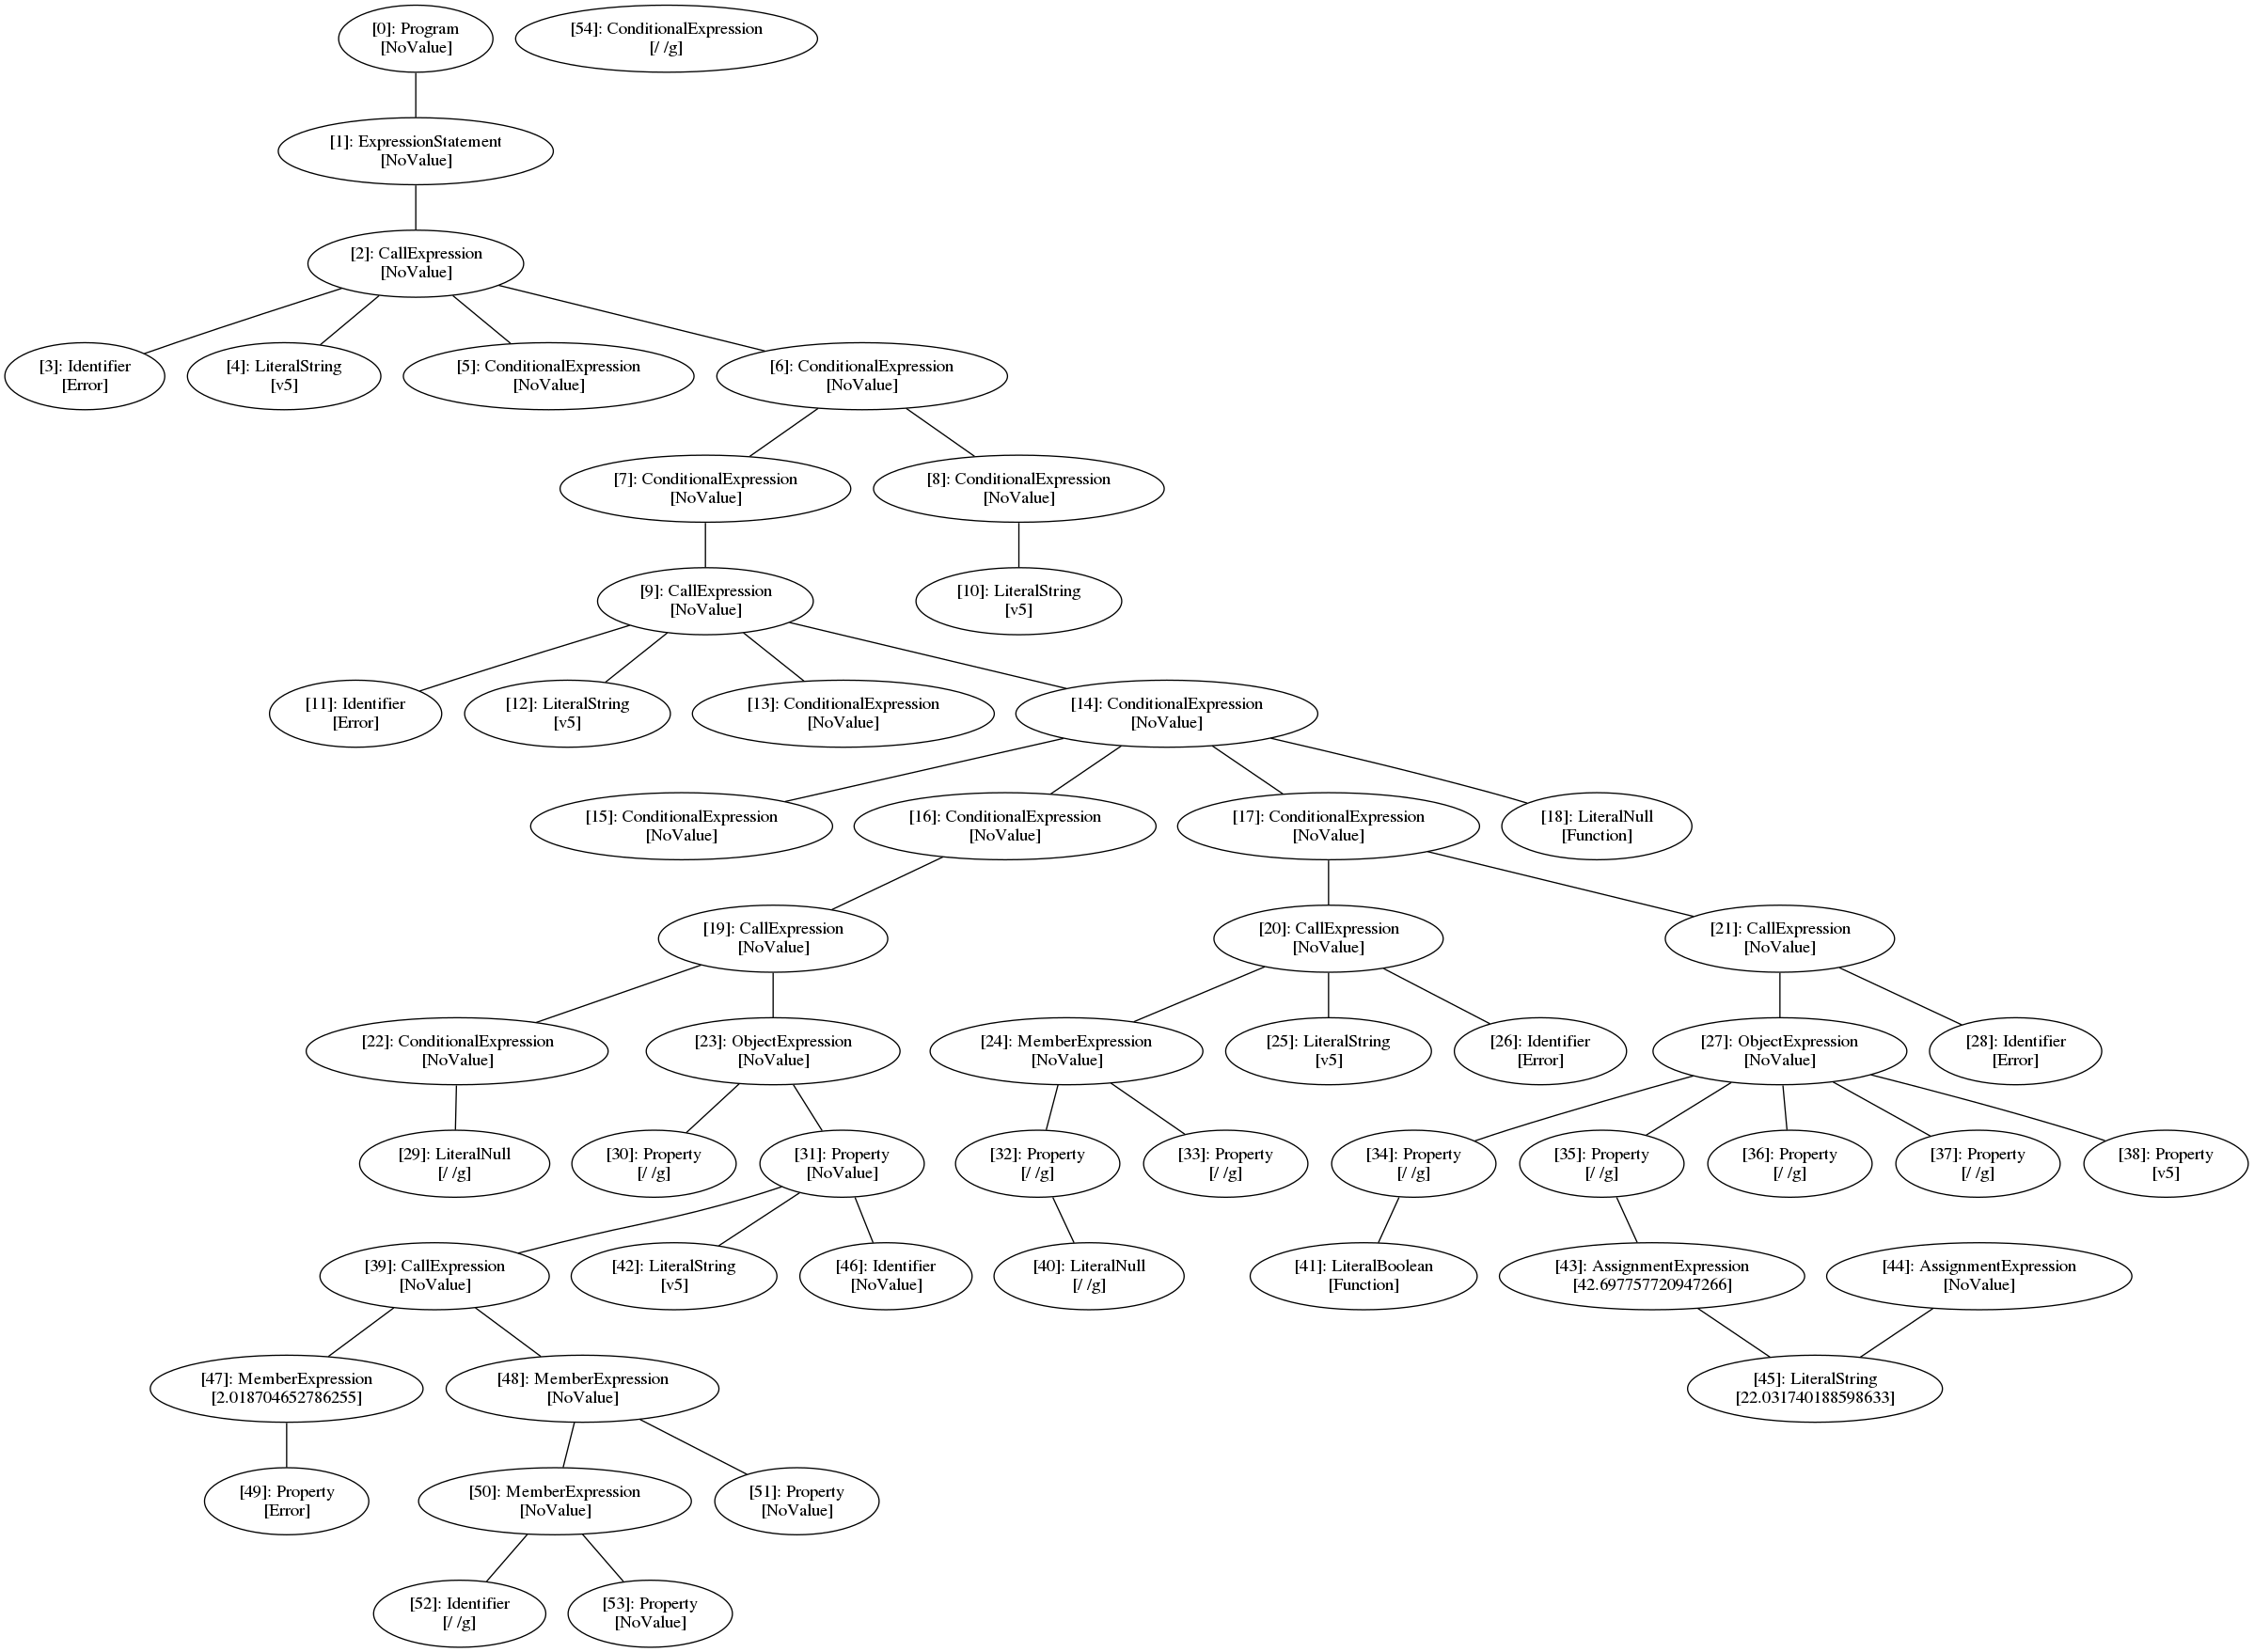 [0]: Program
[NoValue]
[54]: ConditionalExpression
[/ /g]
[1]: ExpressionStatement
[NoValue]
[2]: CallExpression
[NoValue]
[3]: Identifier
[Error]
[4]: LiteralString
[v5]
[5]: ConditionalExpression
[NoValue]
[6]: ConditionalExpression
[NoValue]
[7]: ConditionalExpression
[NoValue]
[8]: ConditionalExpression
[NoValue]
[9]: CallExpression
[NoValue]
[10]: LiteralString
[v5]
[11]: Identifier
[Error]
[12]: LiteralString
[v5]
[13]: ConditionalExpression
[NoValue]
[14]: ConditionalExpression
[NoValue]
[15]: ConditionalExpression
[NoValue]
[16]: ConditionalExpression
[NoValue]
[17]: ConditionalExpression
[NoValue]
[18]: LiteralNull
[Function]
[19]: CallExpression
[NoValue]
[20]: CallExpression
[NoValue]
[21]: CallExpression
[NoValue]
[22]: ConditionalExpression
[NoValue]
[23]: ObjectExpression
[NoValue]
[24]: MemberExpression
[NoValue]
[25]: LiteralString
[v5]
[26]: Identifier
[Error]
[27]: ObjectExpression
[NoValue]
[28]: Identifier
[Error]
[29]: LiteralNull
[/ /g]
[30]: Property
[/ /g]
[31]: Property
[NoValue]
[32]: Property
[/ /g]
[33]: Property
[/ /g]
[34]: Property
[/ /g]
[35]: Property
[/ /g]
[36]: Property
[/ /g]
[37]: Property
[/ /g]
[38]: Property
[v5]
[39]: CallExpression
[NoValue]
[42]: LiteralString
[v5]
[46]: Identifier
[NoValue]
[40]: LiteralNull
[/ /g]
[41]: LiteralBoolean
[Function]
[43]: AssignmentExpression
[42.697757720947266]
[44]: AssignmentExpression
[NoValue]
[47]: MemberExpression
[2.018704652786255]
[48]: MemberExpression
[NoValue]
[45]: LiteralString
[22.031740188598633]
[49]: Property
[Error]
[50]: MemberExpression
[NoValue]
[51]: Property
[NoValue]
[52]: Identifier
[/ /g]
[53]: Property
[NoValue]